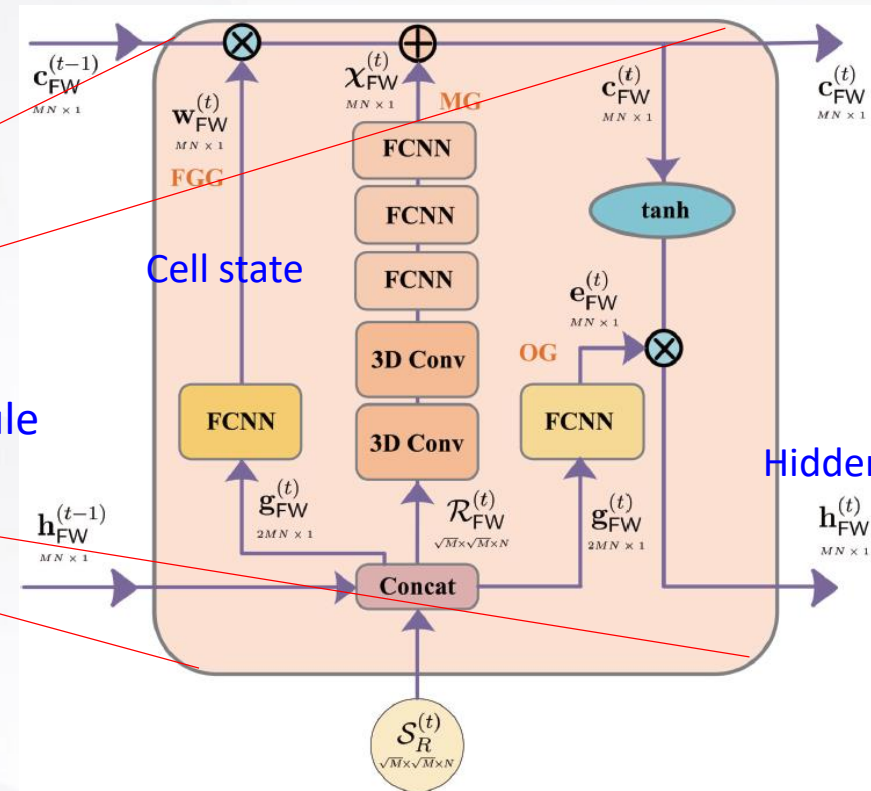 c_FW^(t-1)
MN × 1
w_FW^(t)
MN × 1
FGG
χ_FW^(t)
MN × 1
MG
c_FW^(t)
MN × 1
c_FW^(t)
MN × 1
FCNN
FCNN
FCNN
tanh
Cell state
e_FW^(t)
MN × 1
OG
3D Conv
3D Conv
FCNN
FCNN
Hidden
g_FW^(t)
2MN × 1
R_FW^(t)
√M×√M×N
g_FW^(t)
2MN × 1
h_FW^(t-1)
MN × 1
h_FW^(t)
MN × 1
Concat
S_R^(t)
√M×√M×N